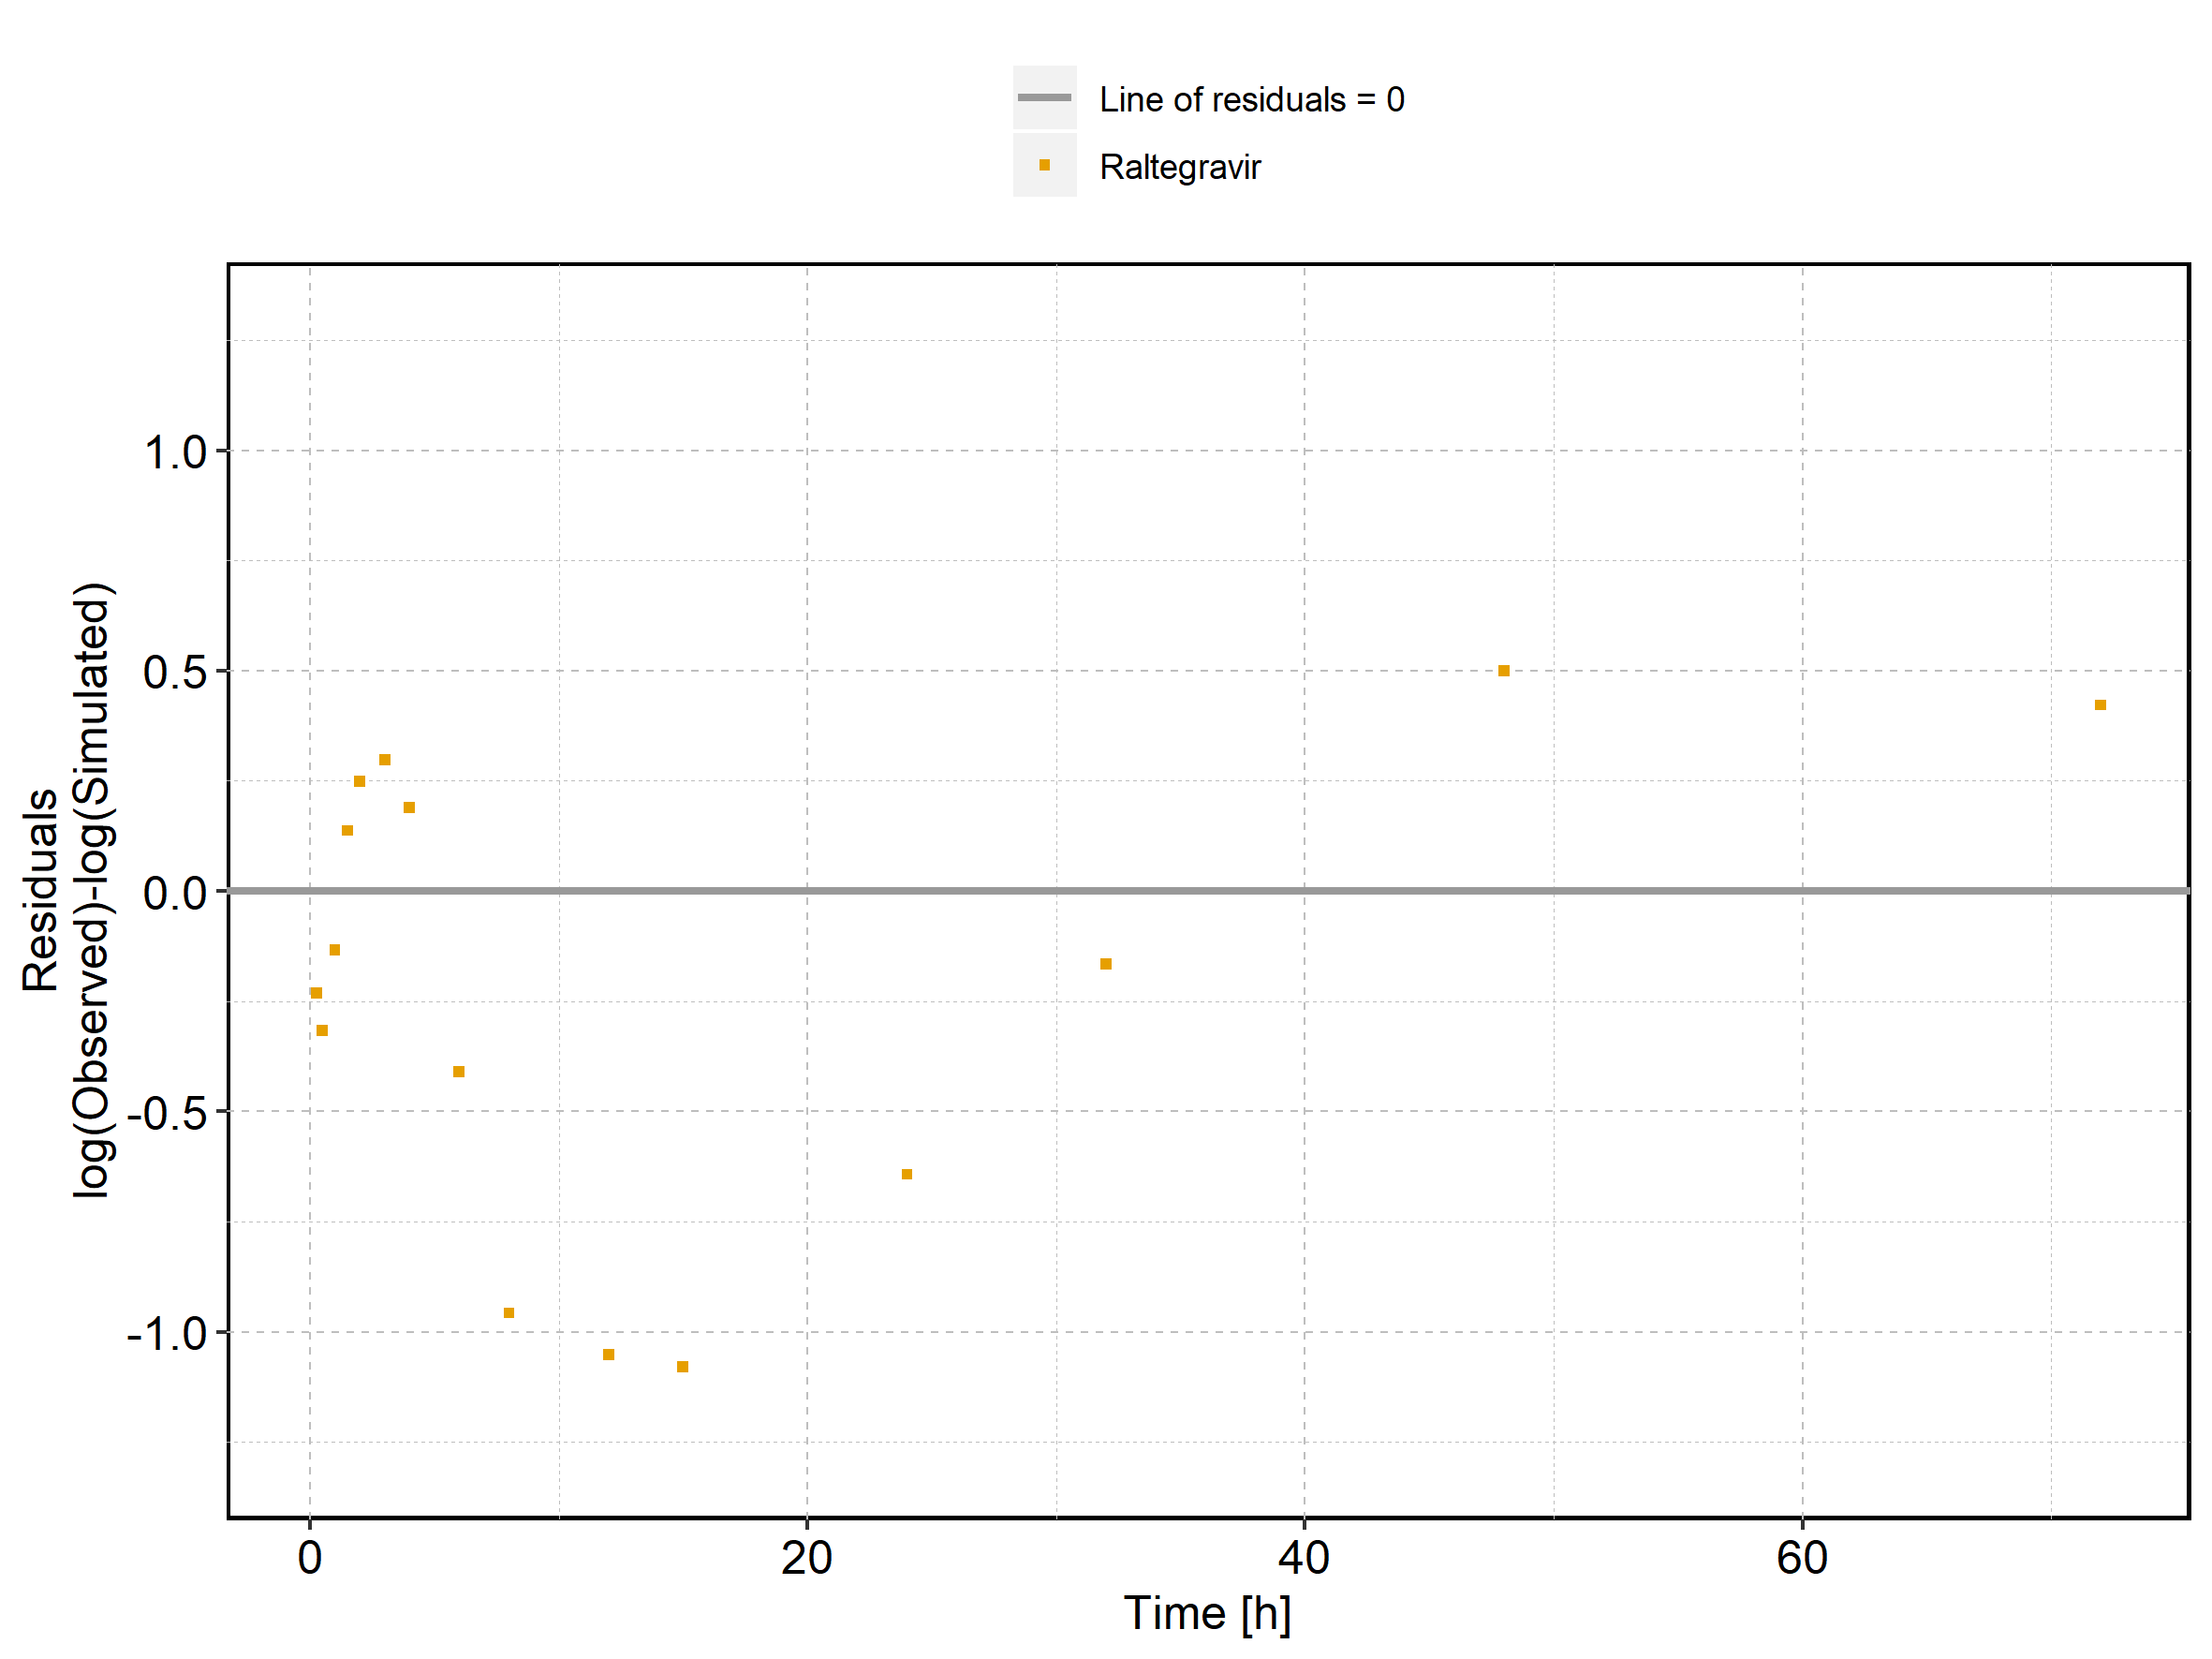 Line of residuals = 0
Raltegravir
Residuals
log(Observed)-log(Simulated)
1.0
0.5
0.0
-0.5
-1.0
0
20
40
60
Time [h]